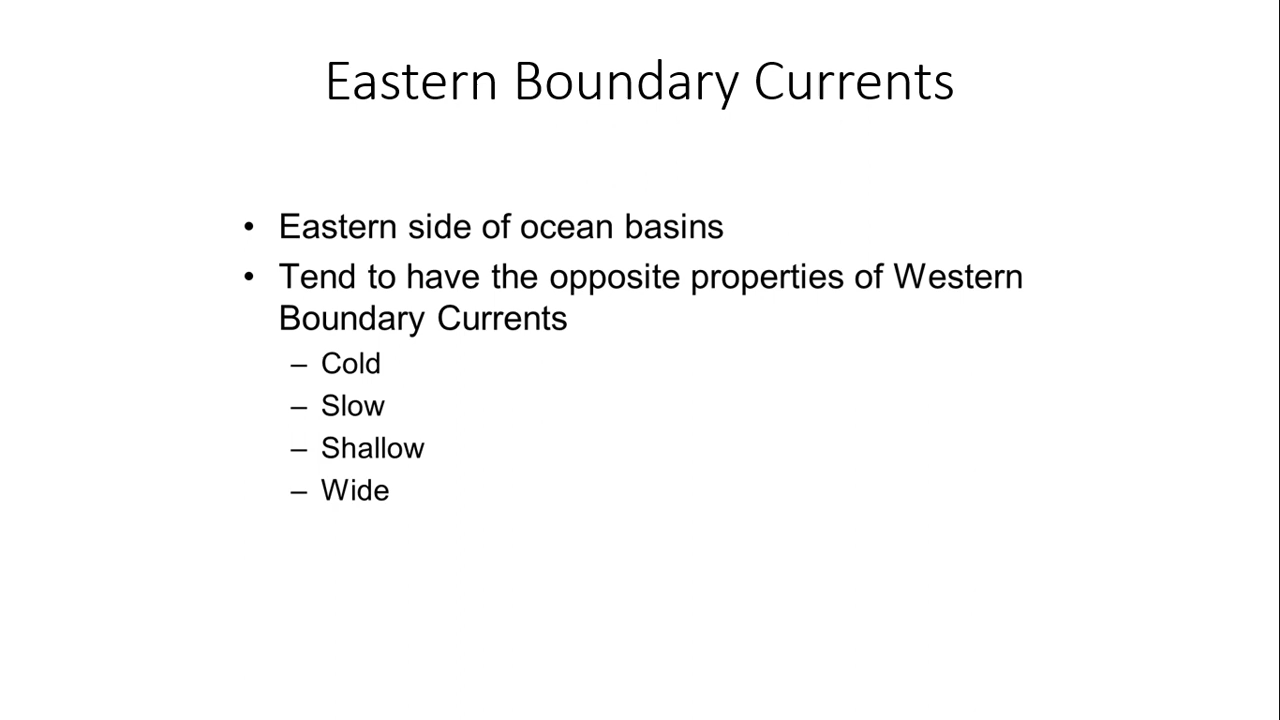 Eastern Boundary Currents
• Eastern side of ocean basins
• Tend to have the opposite properties of Western
Boundary Currents
– Cold
– Slow
– Shallow
– Wide